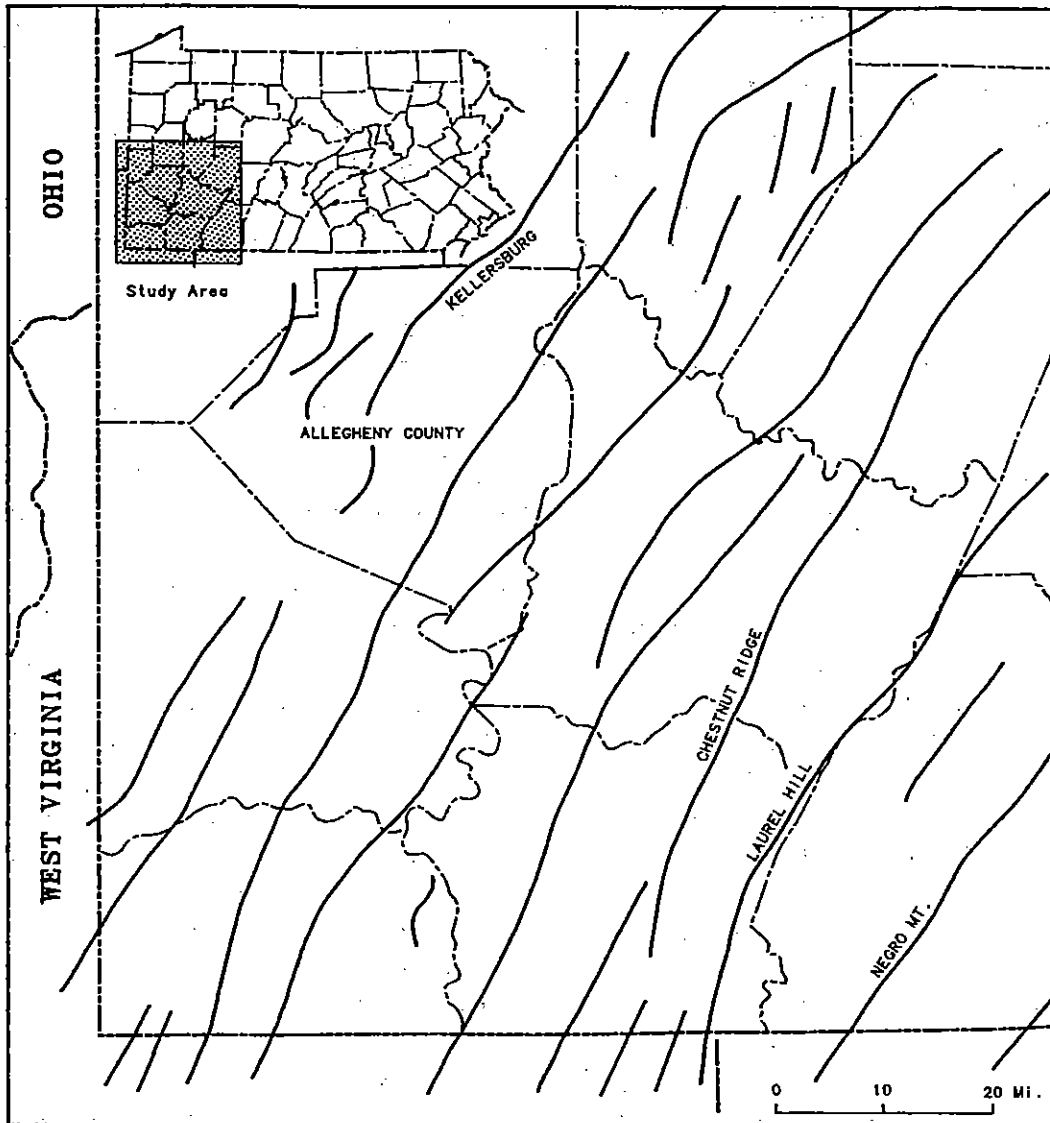 OHIO
Study Area
KELLERSBURG
ALLEGHENY COUNTY
WEST VIRGINIA
CHESTNUT RIDGE
LAUREL HILL
NEGRO MT.
0 10 20 Mi.